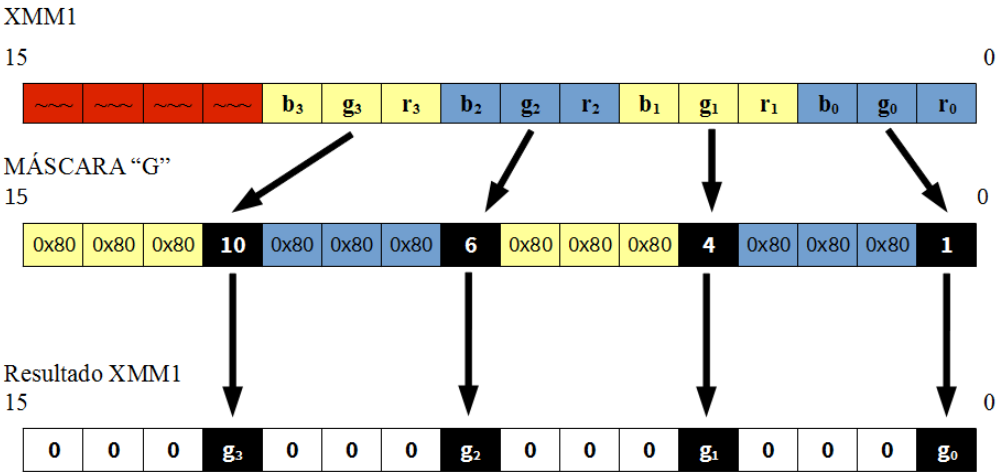 XMM1
15 0
~~~ ~~~ ~~~ ~~~ b₃ g₃ r₃ b₂ g₂ r₂ b₁ g₁ r₁ b₀ g₀ r₀
MÁSCARA “G”
15 0
0x80 0x80 0x80 10 0x80 0x80 0x80 6 0x80 0x80 0x80 4 0x80 0x80 0x80 1
Resultado XMM1
15 0
0 0 0 g₃ 0 0 0 g₂ 0 0 0 g₁ 0 0 0 g₀